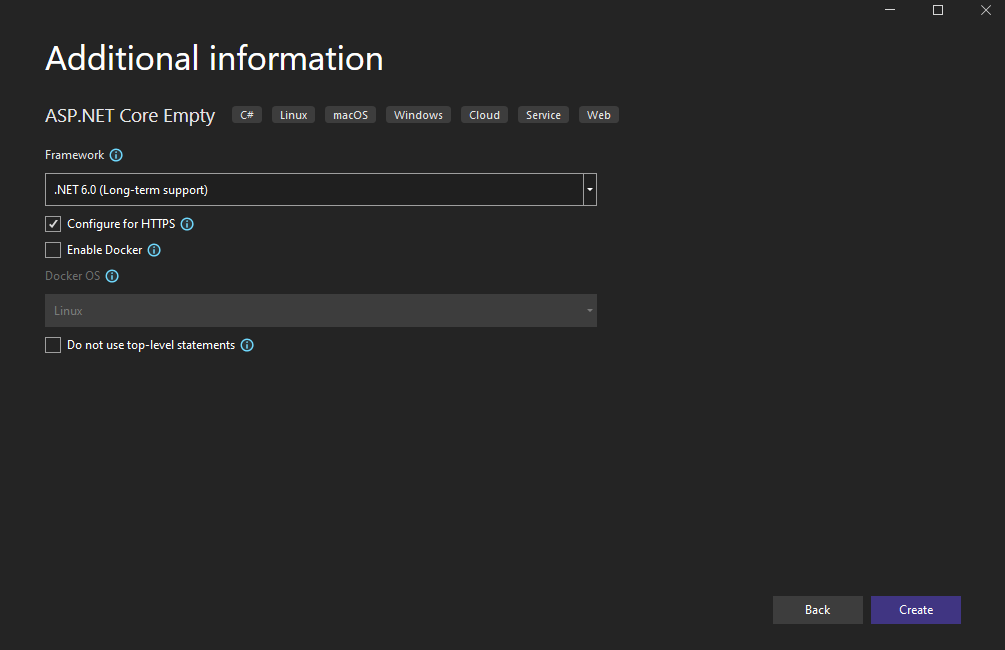 Additional information
ASP.NET Core Empty C# Linux macOS Windows Cloud Service Web
Framework
.NET 6.0 (Long-term support)
Configure for HTTPS
Enable Docker
Docker OS
Linux
Do not use top-level statements
Back Create